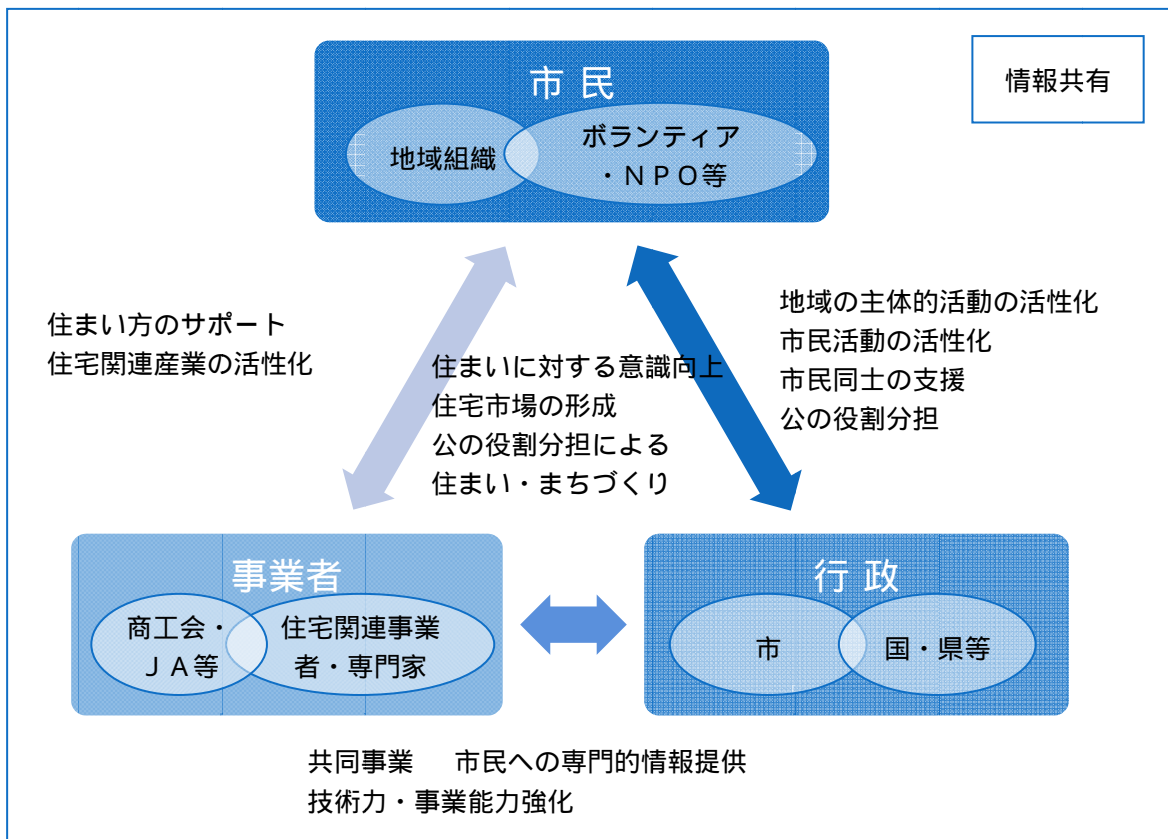 情報共有
市 民
地域組織
ボランティア
・ＮＰＯ等
住まい方のサポート
住宅関連産業の活性化
住まいに対する意識向上
住宅市場の形成
公の役割分担による
住まい・まちづくり
地域の主体的活動の活性化
市民活動の活性化
市民同士の支援
公の役割分担
事業者
商工会・
ＪＡ等
住宅関連事業
者・専門家
行 政
市
国・県等
共同事業　市民への専門的情報提供
技術力・事業能力強化